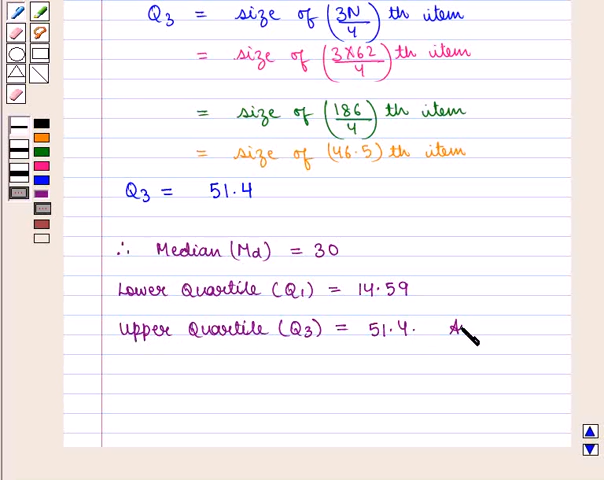 Q3 = size of (3N/4) th item
= size of (3×62/4) th item
= size of (186/4) th item
= size of (46.5) th item
Q3 = 51.4
∴ Median (Md) = 30
Lower Quartile (Q1) = 14.59
Upper Quartile (Q3) = 51.4.